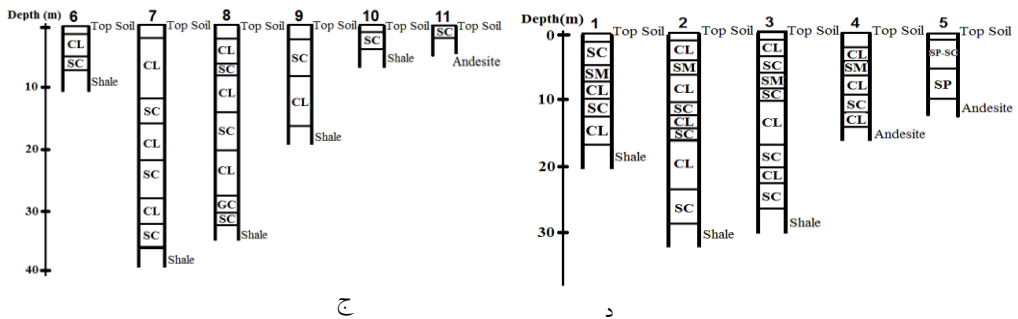 Depth (m) 6 7 8 9 10 11
Top Soil Top Soil Top Soil Top Soil Top Soil Top Soil
CL
SC
Shale
CL
SC
CL
SC
CL
SC
Shale
CL
SC
CL
SC
CL
GC
SC
Shale
SC
CL
Shale
SC
Shale
SC
Andesite
10
20
30
40
ج
Depth(m) 1 2 3 4 5
Top Soil Top Soil Top Soil Top Soil Top Soil
SC
SM
CL
SC
CL
Shale
CL
SM
CL
SC
CL
SC
CL
SC
Shale
CL
SC
SM
SC
CL
SC
CL
SC
Shale
CL
SM
CL
SC
CL
Andesite
SP-SC
SP
Andesite
0
10
20
30
د